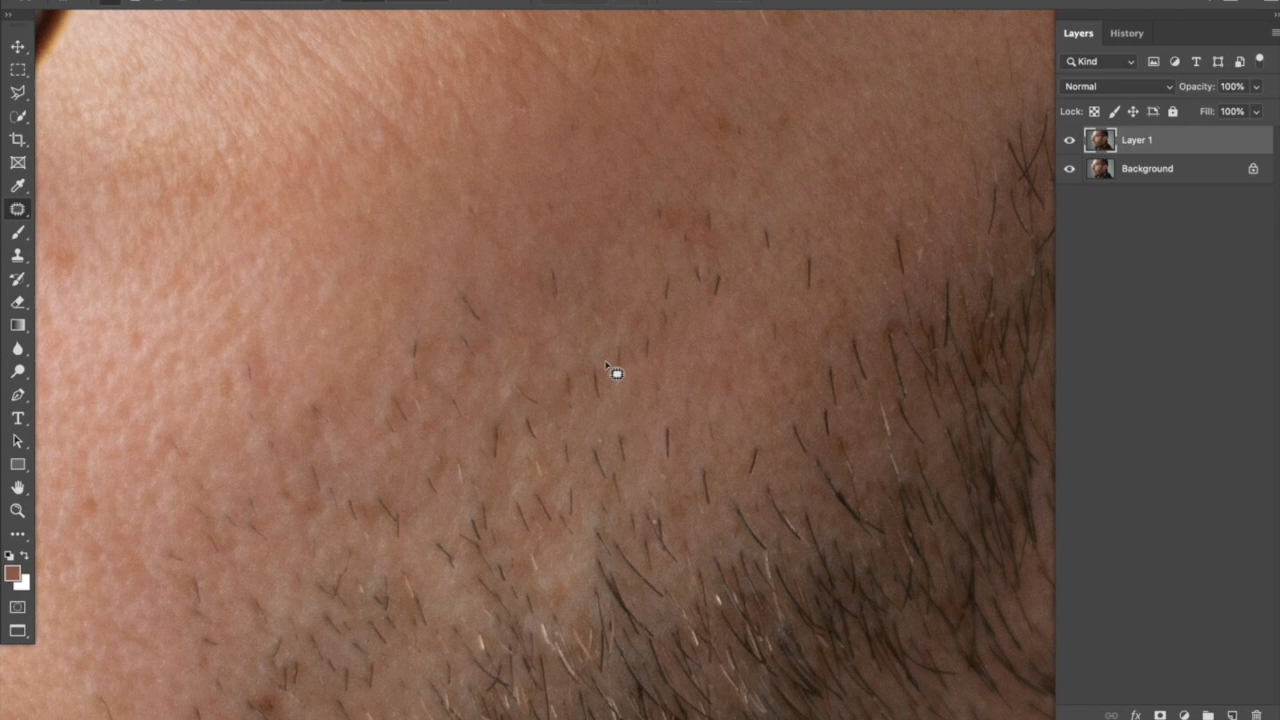 Layers History
Kind
Normal Opacity: 100%
Lock: Fill: 100%
Layer 1
Background